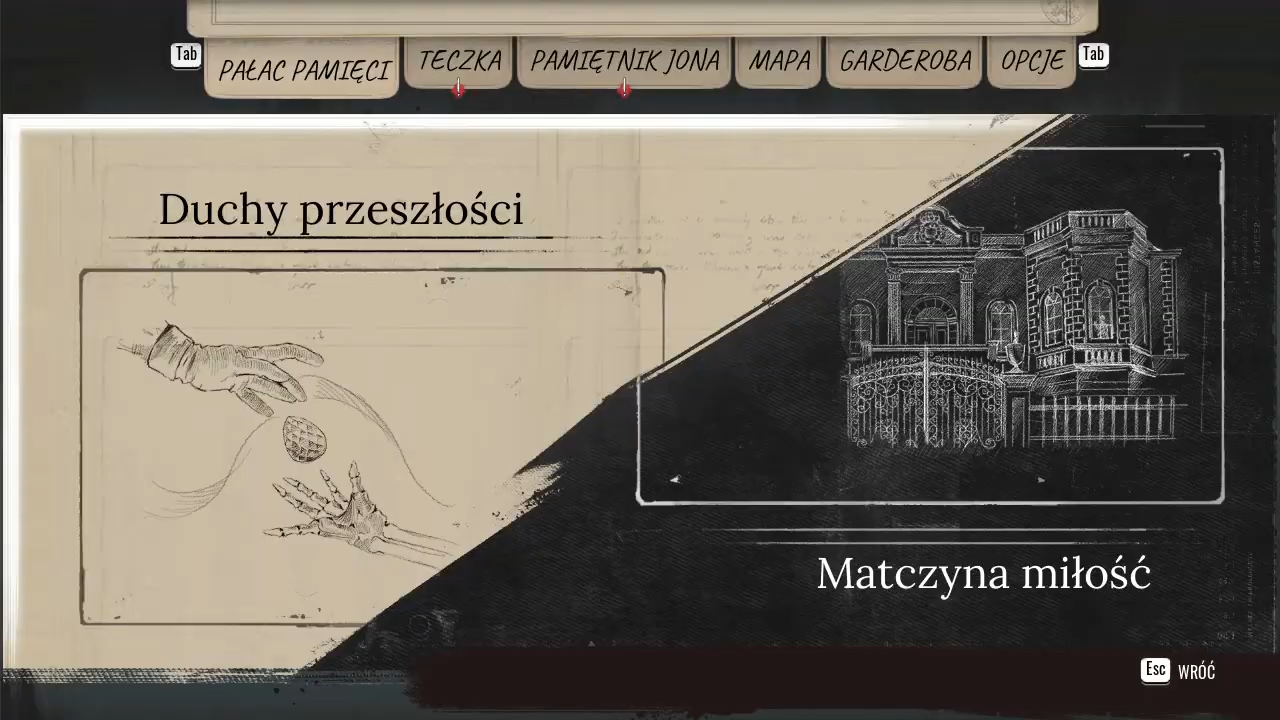 Tab PAŁAC PAMIĘCI TECZKA PAMIĘTNIK JONA MAPA GARDEROBA OPCJE Tab
Duchy przeszłości
Matczyna miłość
Esc WRÓĆ